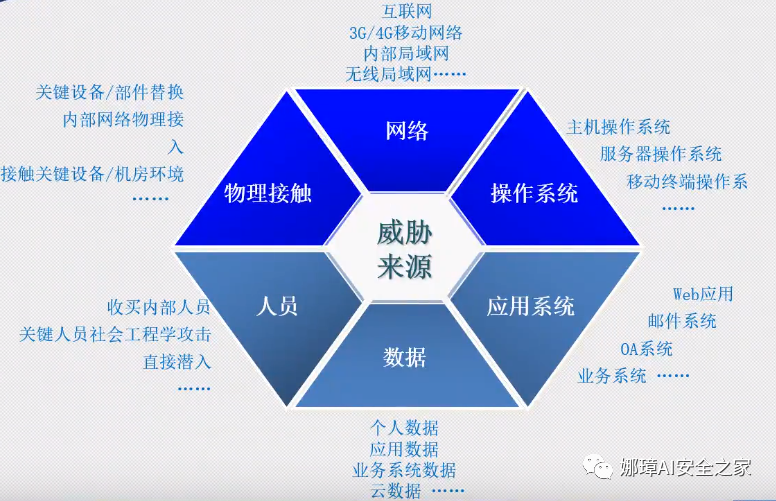 互联网
3G/4G移动网络
内部局域网
无线局域网……
网络
主机操作系统
服务器操作系统
移动终端操作系
……
操作系统
关键设备/部件替换
内部网络物理接
入
接触关键设备/机房环境
……
物理接触
威胁
来源
人员
收买内部人员
关键人员社会工程学攻击
直接潜入
……
应用系统
Web应用
邮件系统
OA系统
业务系统 ……
数据
个人数据
应用数据
业务系统数据
云数据 ……
娜璋AI安全之家